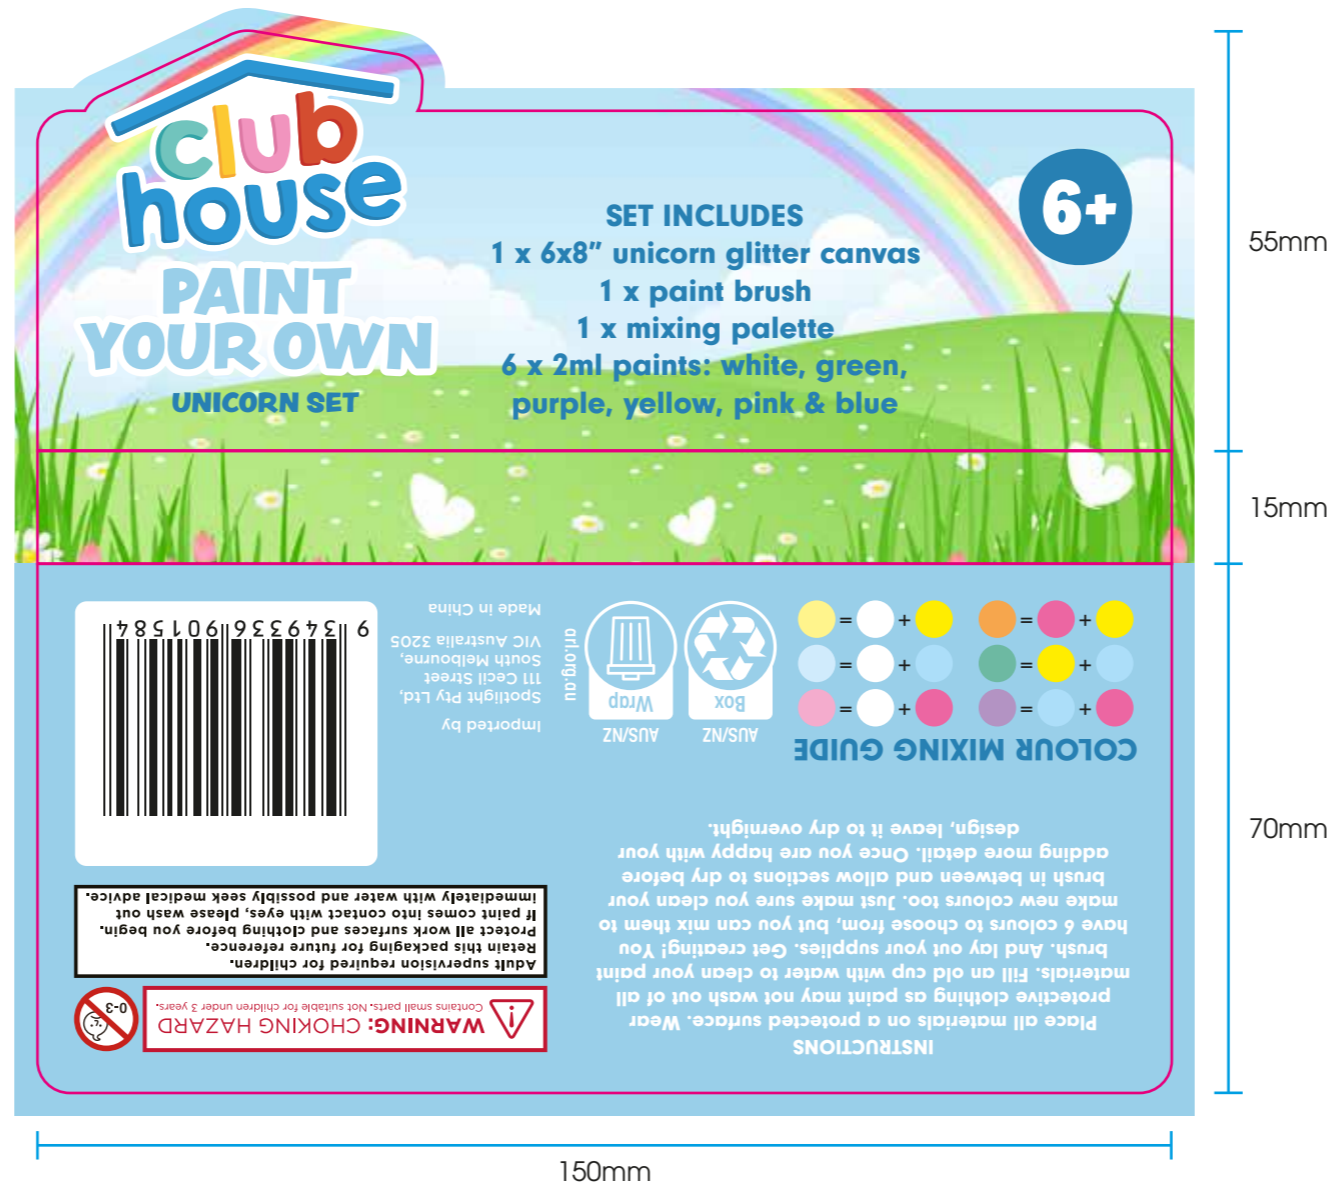 club
house
PAINT
YOUR OWN
UNICORN SET
SET INCLUDES
1 x 6x8” unicorn glitter canvas
1 x paint brush
1 x mixing palette
6 x 2ml paints: white, green,
purple, yellow, pink & blue
6+
55mm
15mm
70mm
150mm
INSTRUCTIONS
Place all materials on a protected surface. Wear
protective clothing as paint may not wash out of all
materials. Fill an old cup with water to clean your paint
brush. And lay out your supplies. Get creating! You
have 6 colours to choose from, but you can mix them to
make new colours too. Just make sure you clean your
brush in between and allow sections to dry before
adding more detail. Once you are happy with your
design, leave it to dry overnight.
COLOUR MIXING GUIDE
+ = + =
+ = + =
+ = + =
WARNING: CHOKING HAZARD
Contains small parts. Not suitable for children under 3 years.
0-3
Adult supervision required for children.
Retain this packaging for future reference.
Protect all work surfaces and clothing before you begin.
If paint comes into contact with eyes, please wash out
immediately with water and possibly seek medical advice.
AUS/NZ
Box
AUS/NZ
Wrap
arl.org.au
Imported by
Spotlight Pty Ltd,
111 Cecil Street
South Melbourne,
VIC Australia 3205
Made in China
9 349336 901584